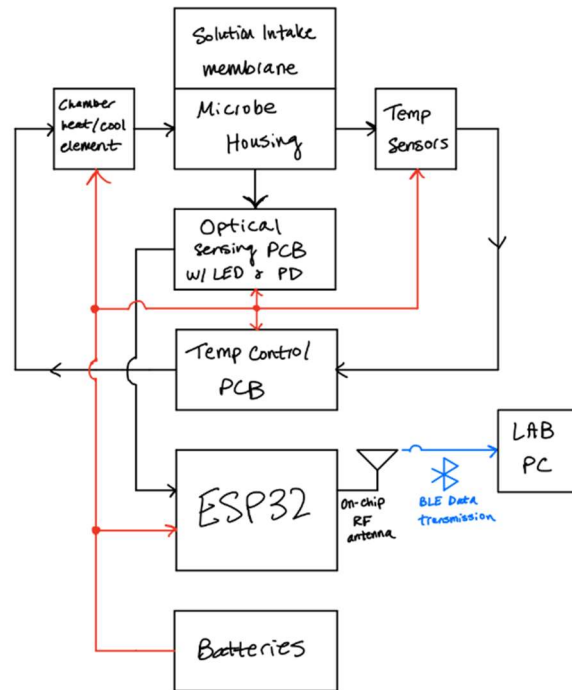 Solution Intake
membrane
Chamber
heat/cool
element
Microbe
Housing
Temp
Sensors
Optical
Sensing PCB
w/ LED & PD
Temp Control
PCB
ESP32
On-chip
RF
antenna
BLE Data
transmission
LAB
PC
Batteries